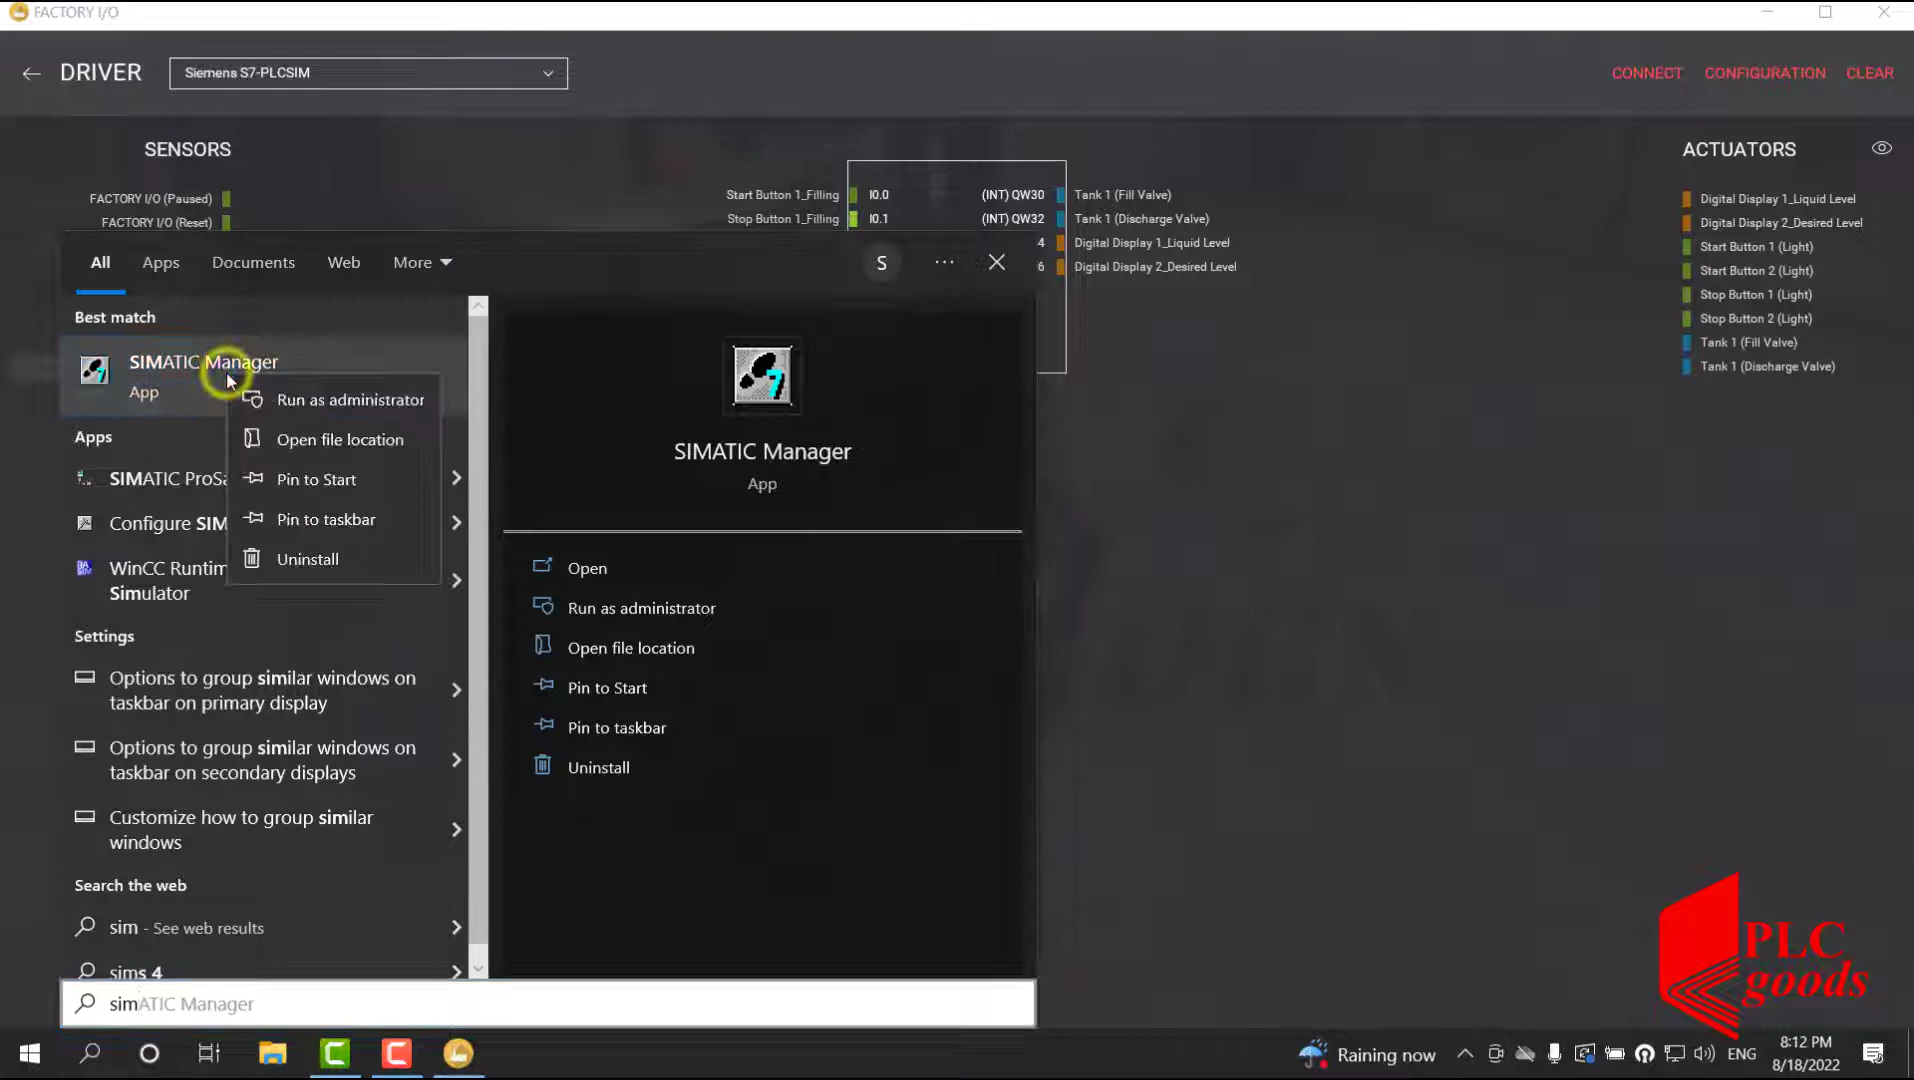 FACTORY I/O
DRIVER
Siemens S7-PLCSIM
CONNECT
CONFIGURATION
CLEAR
SENSORS
ACTUATORS
FACTORY I/O (Paused)
FACTORY I/O (Reset)
Start Button 1_Filling
I0.0
(INT) QW30
Tank 1 (Fill Valve)
Stop Button 1_Filling
I0.1
(INT) QW32
Tank 1 (Discharge Valve)
4
Digital Display 1_Liquid Level
6
Digital Display 2_Desired Level
Digital Display 1_Liquid Level
Digital Display 2_Desired Level
Start Button 1 (Light)
Start Button 2 (Light)
Stop Button 1 (Light)
Stop Button 2 (Light)
Tank 1 (Fill Valve)
Tank 1 (Discharge Valve)
All
Apps
Documents
Web
More
S
Best match
SIMATIC Manager
App
Run as administrator
Open file location
Pin to Start
Pin to taskbar
Uninstall
Apps
SIMATIC ProSa
Configure SIM
WinCC Runtim
Simulator
Settings
Options to group similar windows on
taskbar on primary display
Options to group similar windows on
taskbar on secondary displays
Customize how to group similar
windows
Search the web
sim - See web results
sims 4
simATIC Manager
7
SIMATIC Manager
App
Open
Run as administrator
Open file location
Pin to Start
Pin to taskbar
Uninstall
PLC
goods
Raining now
ENG
8:12 PM
8/18/2022